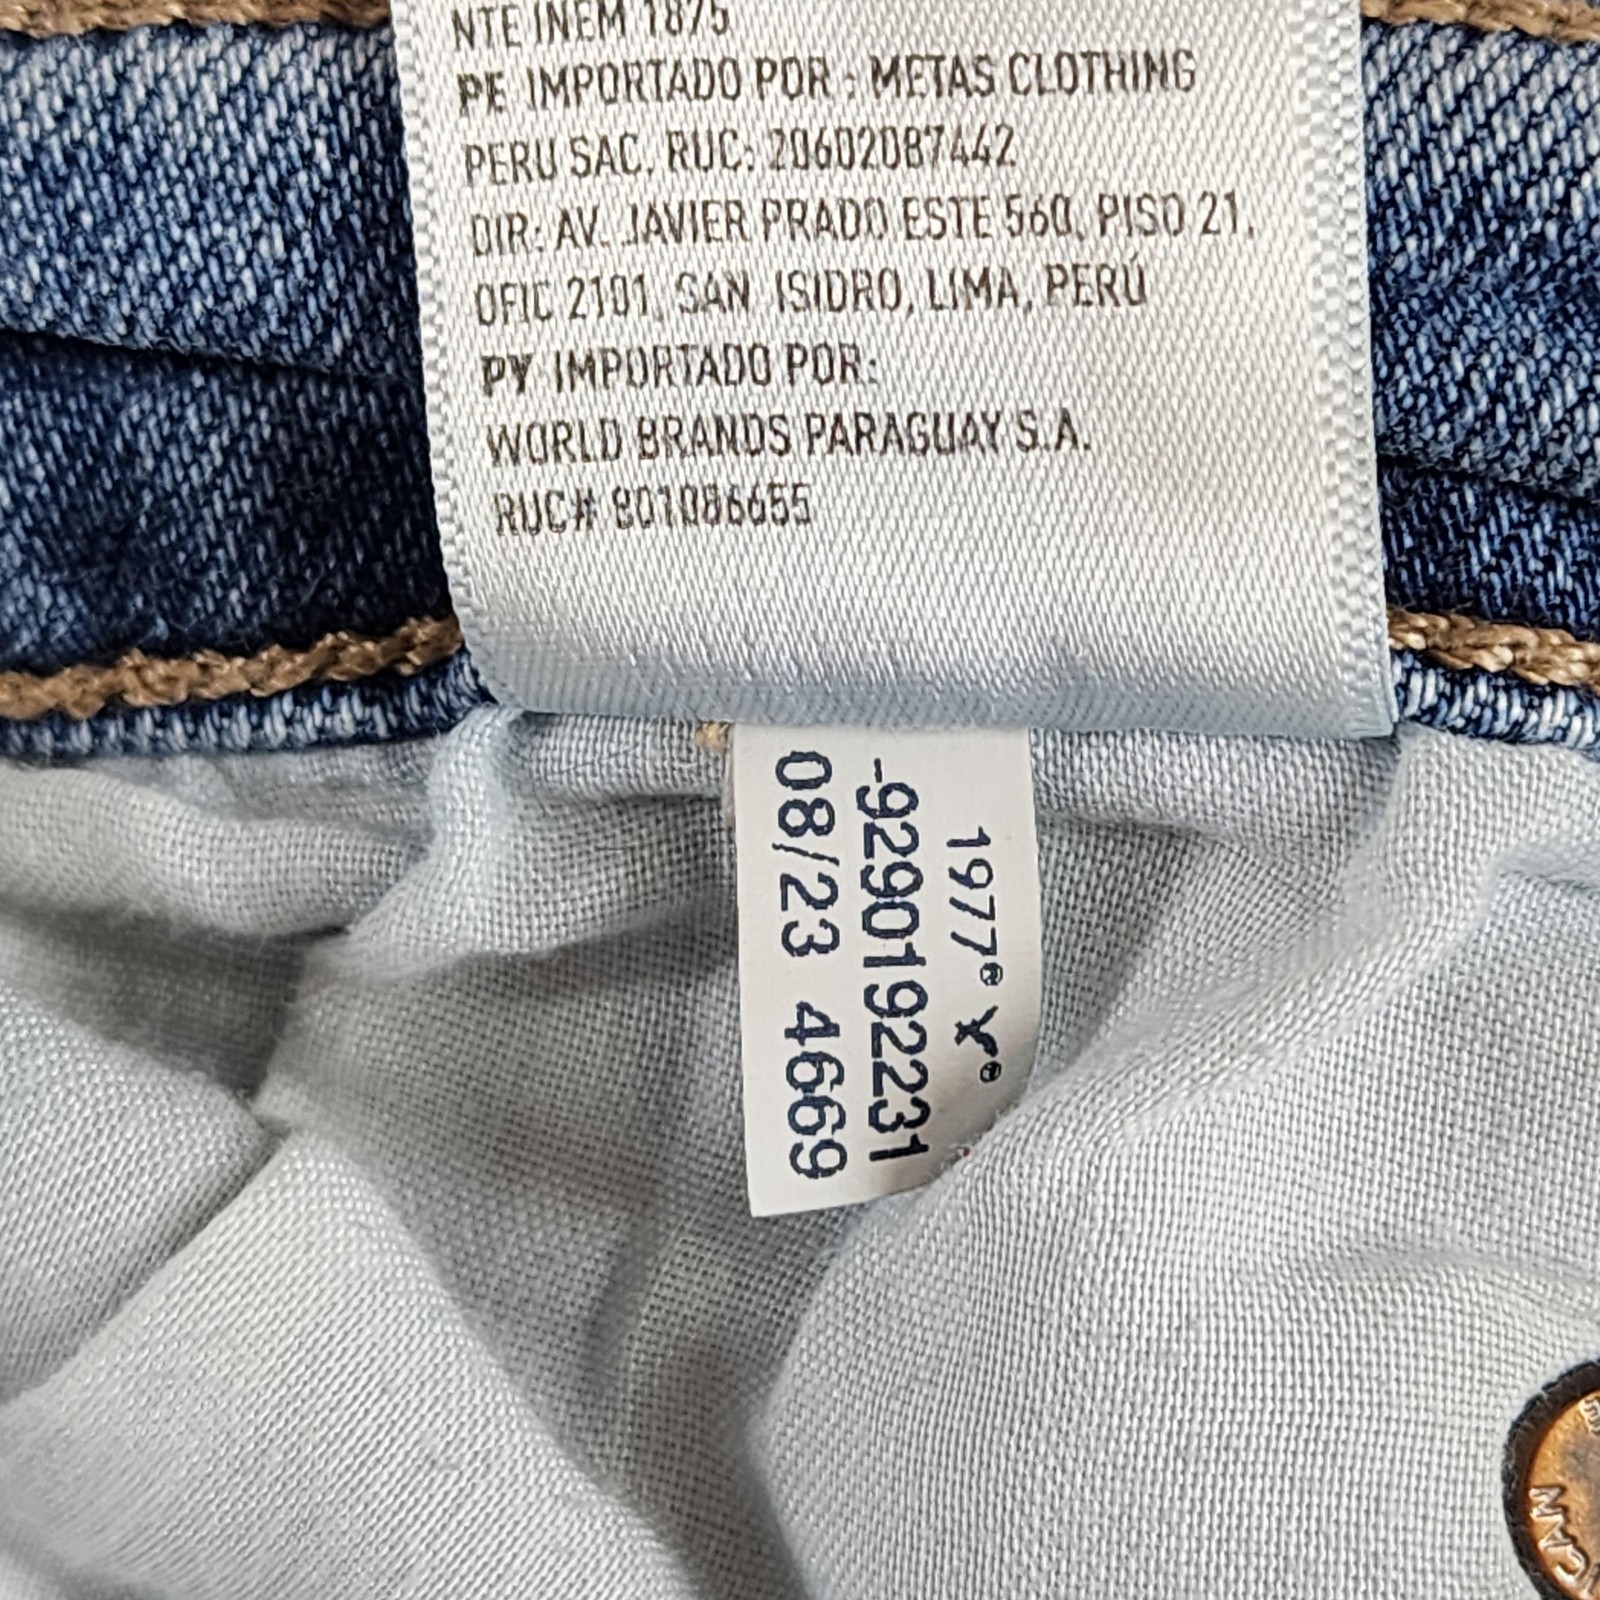 NTE INEM 1875
PE IMPORTADO POR : METAS CLOTHING
PERU SAC. RUC: 20602087442
DIR: AV. JAVIER PRADO ESTE 560, PISO 21.
OFIC 2101, SAN ISIDRO, LIMA, PERÚ
PY IMPORTADO POR:
WORLD BRANDS PARAGUAY S.A.
RUC# 801086655
1977®
-929019
2231
08/23 4669